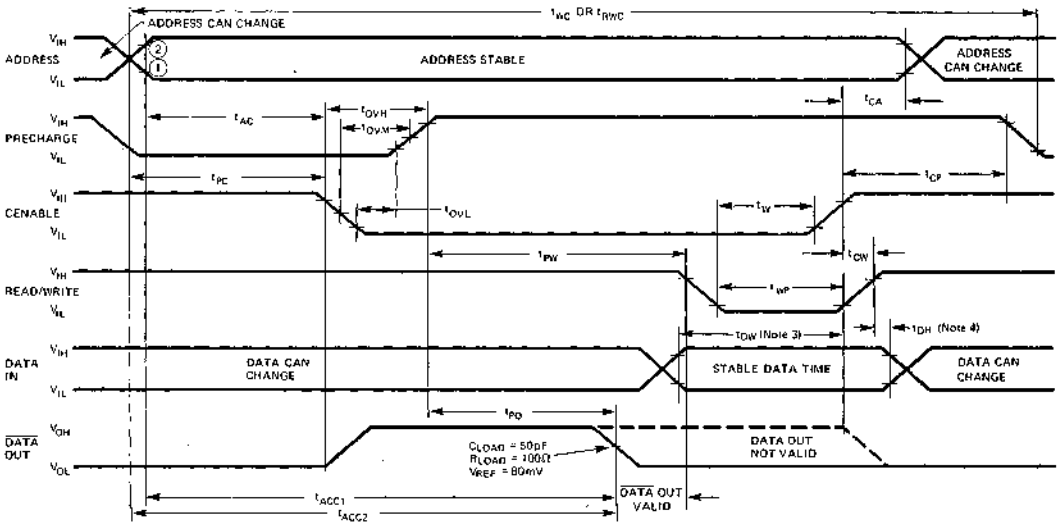 tWC OR tRWC
ADDRESS CAN CHANGE
VIH
ADDRESS
VIL
2
1
ADDRESS STABLE
ADDRESS
CAN CHANGE
tCA
tAC
tOVH
tOVM
VIH
PRECHARGE
VIL
tPC
tCP
VIH
CENABLE
VIL
tOVL
tW
tPW
tCW
VIH
READ/WRITE
VIL
tWP
tDW (Note 3)
tDH (Note 4)
VIH
DATA
IN
VIL
DATA CAN
CHANGE
STABLE DATA TIME
DATA CAN
CHANGE
tPO
VOH
DATA
OUT
VOL
CLOAD = 50pF
RLOAD = 100Ω
VREF = 80mV
DATA OUT
NOT VALID
tACC1
tACC2
DATA OUT
VALID